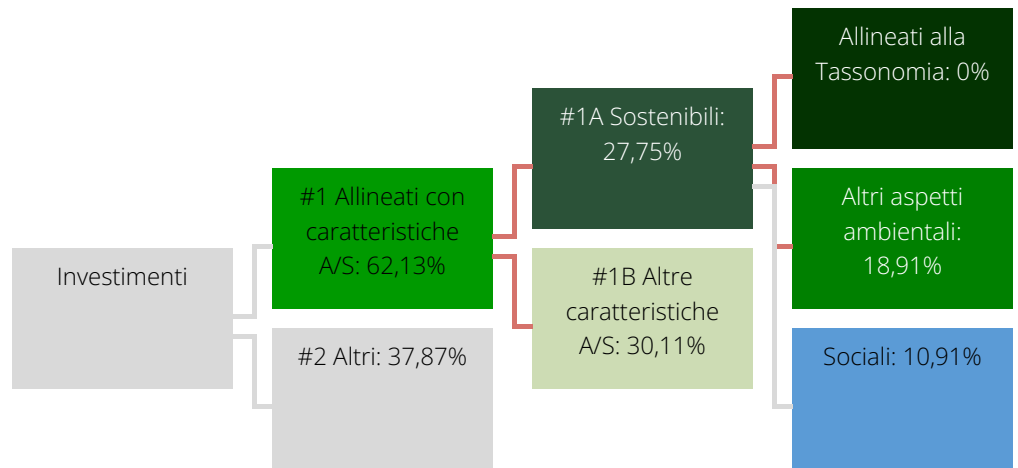 Investimenti
#1 Allineati con
caratteristiche
A/S: 62,13%
#2 Altri: 37,87%
#1A Sostenibili:
27,75%
#1B Altre
caratteristiche
A/S: 30,11%
Allineati alla
Tassonomia: 0%
Altri aspetti
ambientali:
18,91%
Sociali: 10,91%